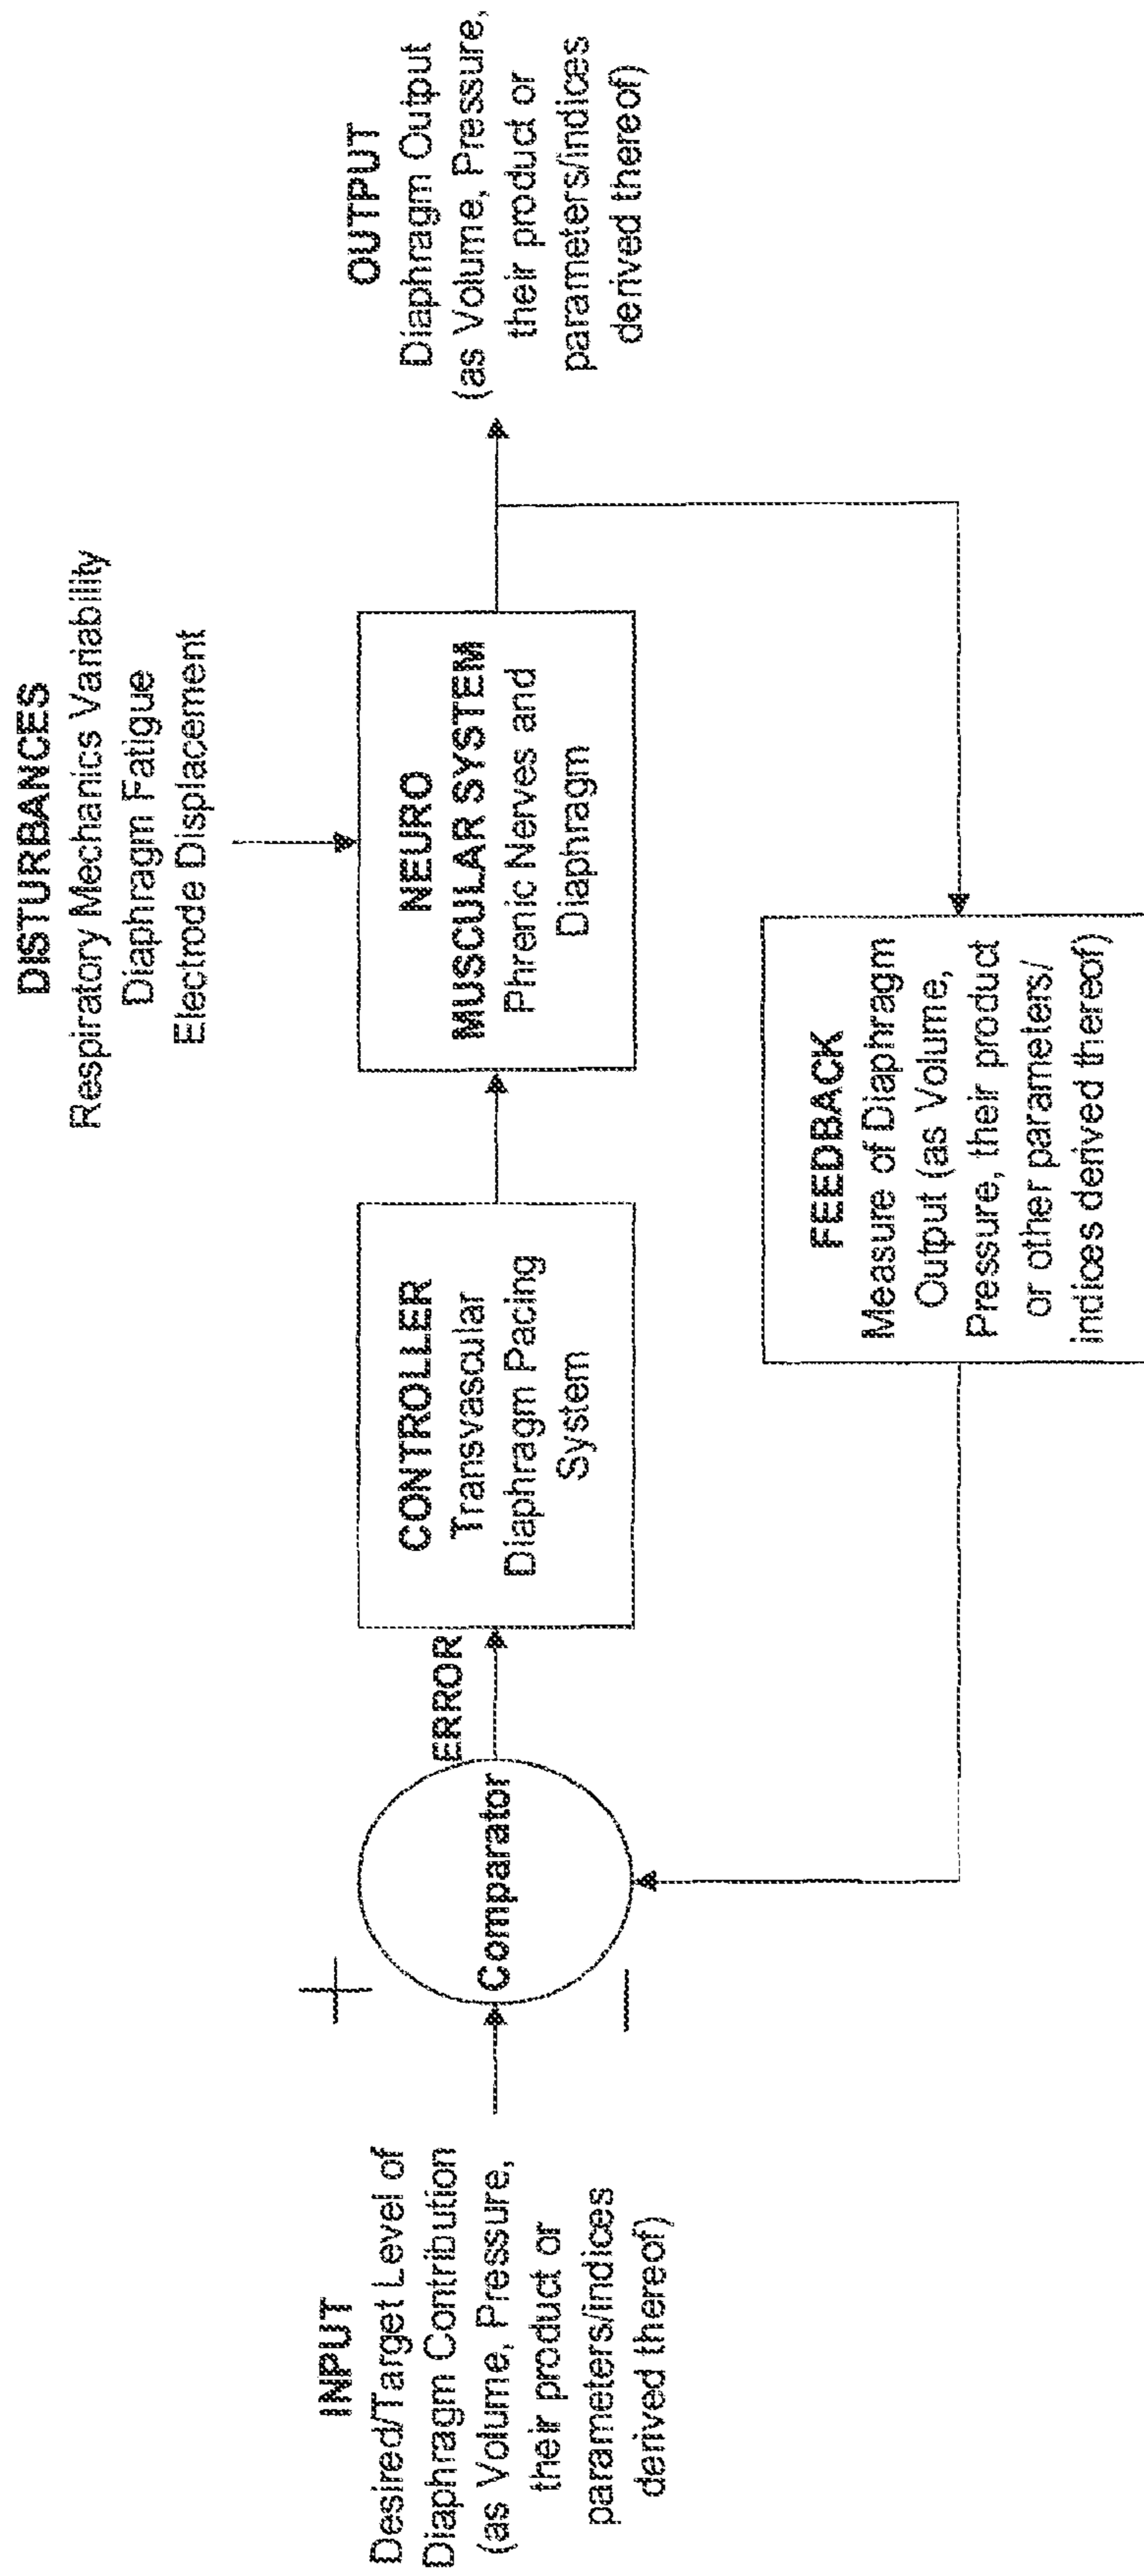 DISTURBANCES
Respiratory Mechanics Variability
Diaphragm Fatigue
Electrode Displacement
INPUT
Desired/Target Level of
Diaphragm Contribution
(as Volume, Pressure,
their product or
parameters/indices
derived thereof)
+
−
Comparator
ERROR
CONTROLLER
Transvascular
Diaphragm Pacing
System
NEURO
MUSCULAR SYSTEM
Phrenic Nerves and
Diaphragm
OUTPUT
Diaphragm Output
(as Volume, Pressure,
their product or
parameters/indices
derived thereof)
FEEDBACK
Measure of Diaphragm
Output (as Volume,
Pressure, their product
or other parameters/
indices derived thereof)